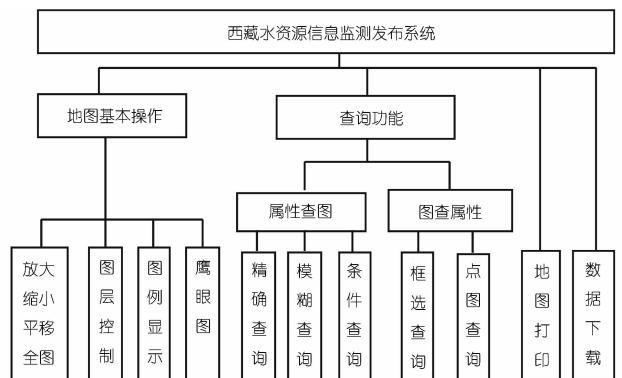 西藏水资源信息监测发布系统
地图基本操作
查询功能
属性查图
图查属性
放大
缩小
平移
全图
图层控制
图例显示
鹰眼图
精确查询
模糊查询
条件查询
框选查询
点图查询
地图打印
数据下载